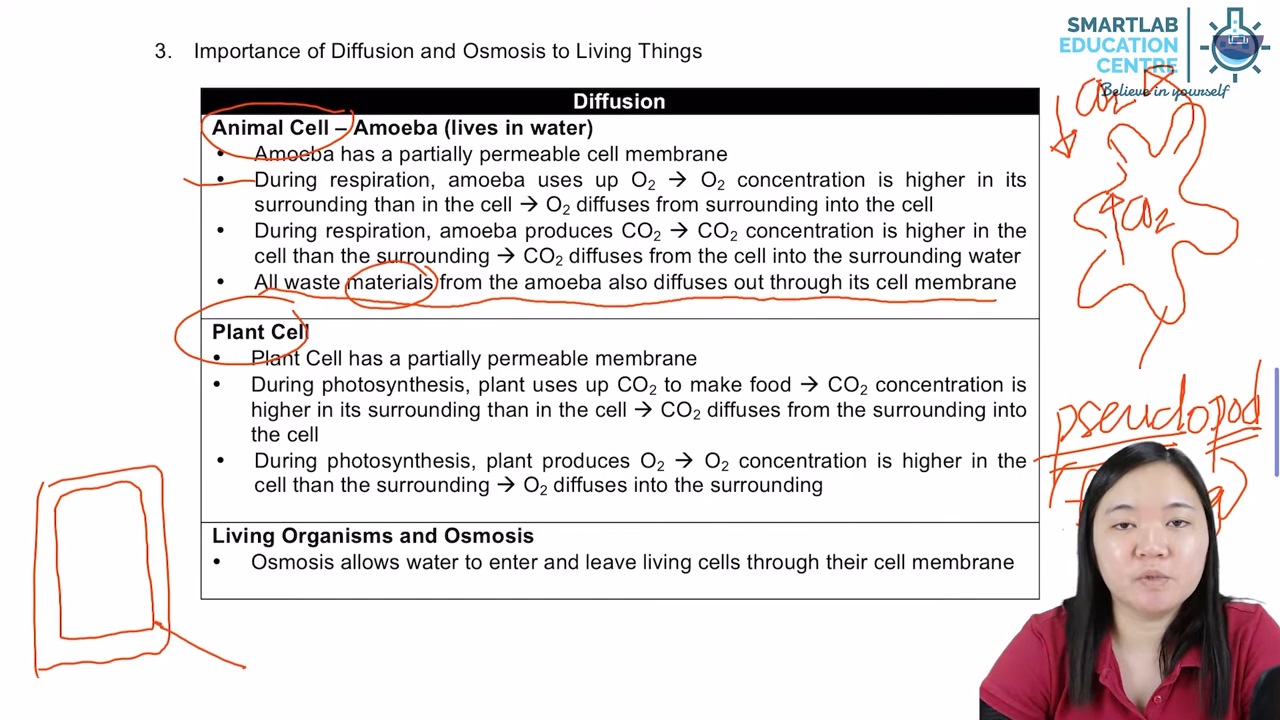 SMARTLAB
EDUCATION
CENTRE
Believe in yourself
3. Importance of Diffusion and Osmosis to Living Things
Diffusion
Animal Cell – Amoeba (lives in water)
• Amoeba has a partially permeable cell membrane
• During respiration, amoeba uses up O₂ → O₂ concentration is higher in its
surrounding than in the cell → O₂ diffuses from surrounding into the cell
• During respiration, amoeba produces CO₂ → CO₂ concentration is higher in the
cell than the surrounding → CO₂ diffuses from the cell into the surrounding water
• All waste materials from the amoeba also diffuses out through its cell membrane
Plant Cell
• Plant Cell has a partially permeable membrane
• During photosynthesis, plant uses up CO₂ to make food → CO₂ concentration is
higher in its surrounding than in the cell → CO₂ diffuses from the surrounding into
the cell
• During photosynthesis, plant produces O₂ → O₂ concentration is higher in the
cell than the surrounding → O₂ diffuses into the surrounding
Living Organisms and Osmosis
• Osmosis allows water to enter and leave living cells through their cell membrane
↓ CO₂
↑ CO₂
pseudopod